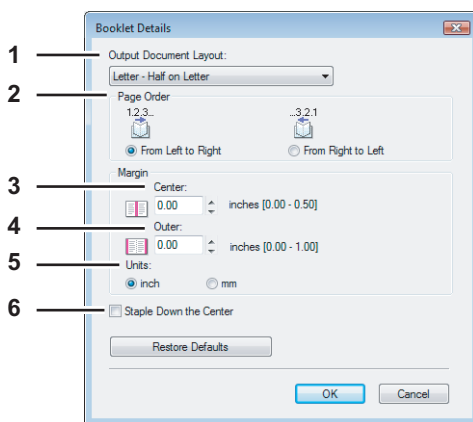 Booklet Details
1
Output Document Layout:
Letter - Half on Letter
2
Page Order
1.2.3... ...3.2.1
From Left to Right From Right to Left
Margin
3
Center:
0.00 inches [0.00 - 0.50]
4
Outer:
0.00 inches [0.00 - 1.00]
5
Units:
inch mm
6
Staple Down the Center
Restore Defaults
OK Cancel